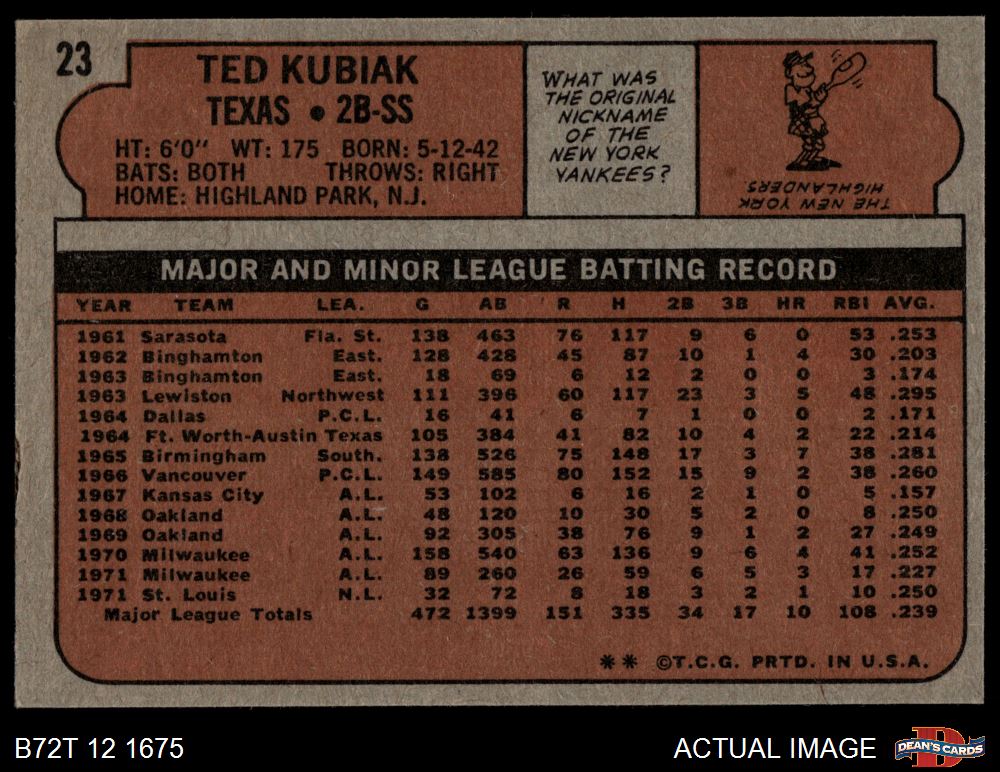 23
TED KUBIAK
TEXAS • 2B-SS
HT: 6'0" WT: 175 BORN: 5-12-42
BATS: BOTH THROWS: RIGHT
HOME: HIGHLAND PARK, N.J.
WHAT WAS
THE ORIGINAL
NICKNAME
OF THE
NEW YORK
YANKEES?
THE NEW YORK
HIGHLANDERS.
MAJOR AND MINOR LEAGUE BATTING RECORD
YEAR TEAM LEA. G AB R H 2B 3B HR RBI AVG.
1961 Sarasota Fla. St. 138 463 76 117 9 6 0 53 .253
1962 Binghamton East. 128 428 45 87 10 1 4 30 .203
1963 Binghamton East. 18 69 6 12 2 0 0 3 .174
1963 Lewiston Northwest 111 396 60 117 23 3 5 48 .295
1964 Dallas P.C.L. 16 41 6 7 1 0 0 2 .171
1964 Ft. Worth-Austin Texas 105 384 41 82 10 4 2 22 .214
1965 Birmingham South. 138 526 75 148 17 3 7 38 .281
1966 Vancouver P.C.L. 149 585 80 152 15 9 2 38 .260
1967 Kansas City A.L. 53 102 6 16 2 1 0 5 .157
1968 Oakland A.L. 48 120 10 30 5 2 0 8 .250
1969 Oakland A.L. 92 305 38 76 9 1 2 27 .249
1970 Milwaukee A.L. 158 540 63 136 9 6 4 41 .252
1971 Milwaukee A.L. 89 260 26 59 6 5 3 17 .227
1971 St. Louis N.L. 32 72 8 18 3 2 1 10 .250
Major League Totals 472 1399 151 335 34 17 10 108 .239
** ©T.C.G. PRTD. IN U.S.A.
B72T 12 1675
ACTUAL IMAGE
DEAN'S CARDS